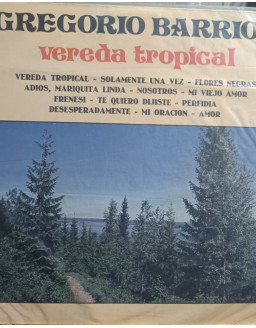 GREGORIO BARRIO
vereda tropical
VEREDA TROPICAL - SOLAMENTE UNA VEZ - FLORES NEGRAS
ADIOS, MARIQUITA LINDA - NOSOTROS - MI VIEJO AMOR
FRENESI - TE QUIERO DIJISTE - PERFIDIA
DESESPERADAMENTE - MI ORACION - AMOR